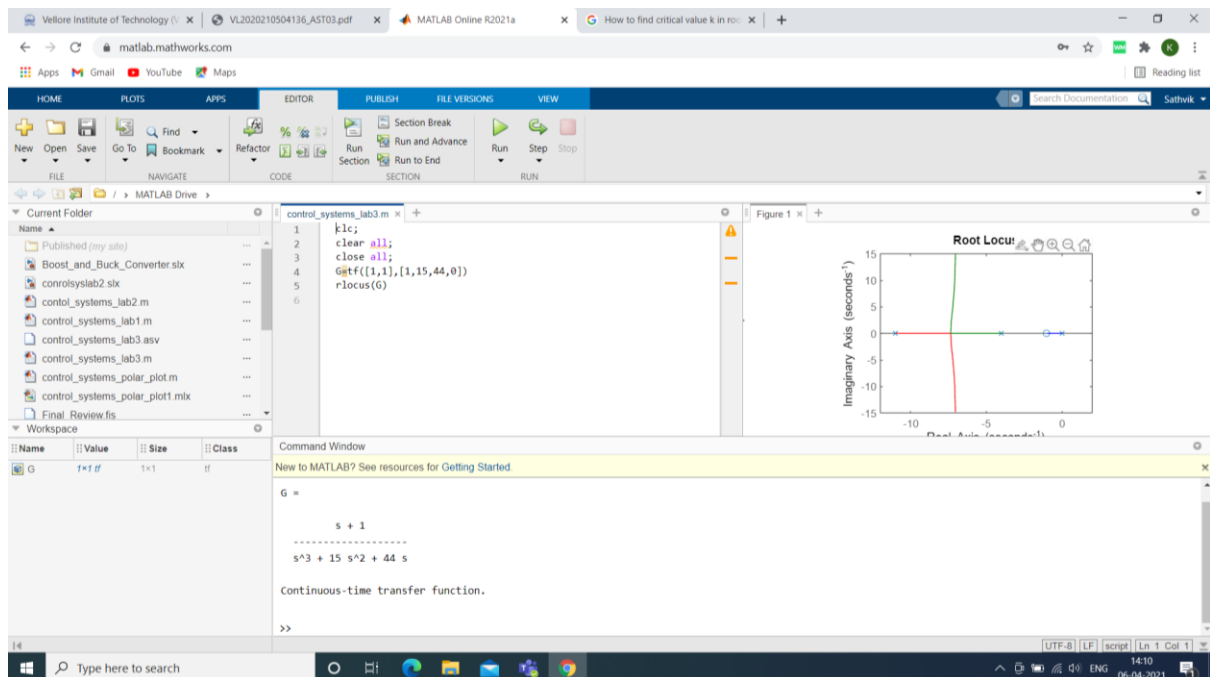 Vellore Institute of Technology (V
VL2020210504136_AST03.pdf
MATLAB Online R2021a
How to find critical value k in roo
matlab.mathworks.com
K
Apps Gmail YouTube Maps
Reading list
HOME PLOTS APPS EDITOR PUBLISH FILE VERSIONS VIEW
Search Documentation
Sathvik
New Open Save Go To Find Bookmark Refactor
Run Section
Section Break
Run and Advance
Run to End
Run Step Stop
FILE NAVIGATE CODE SECTION RUN
/ › MATLAB Drive ›
Current Folder
Name
Published (my site)
Boost_and_Buck_Converter.slx
conrolsyslab2.slx
contol_systems_lab2.m
control_systems_lab1.m
control_systems_lab3.asv
control_systems_lab3.m
control_systems_polar_plot.m
control_systems_polar_plot1.mlx
Final_Review.fis
Workspace
Name Value Size Class
G 1×1 tf 1×1 tf
control_systems_lab3.m
1 clc;
2 clear all;
3 close all;
4 G=tf([1,1],[1,15,44,0])
5 rlocus(G)
6
Figure 1
Root Locus
Imaginary Axis (seconds⁻¹)
15
10
5
0
-5
-10
-15
-10 -5 0
Real Axis (seconds⁻¹)
Command Window
New to MATLAB? See resources for Getting Started.
G =
s + 1
-------------------
s^3 + 15 s^2 + 44 s
Continuous-time transfer function.
>>
UTF-8 LF script Ln 1 Col 1
Type here to search
ENG
14:10
06-04-2021